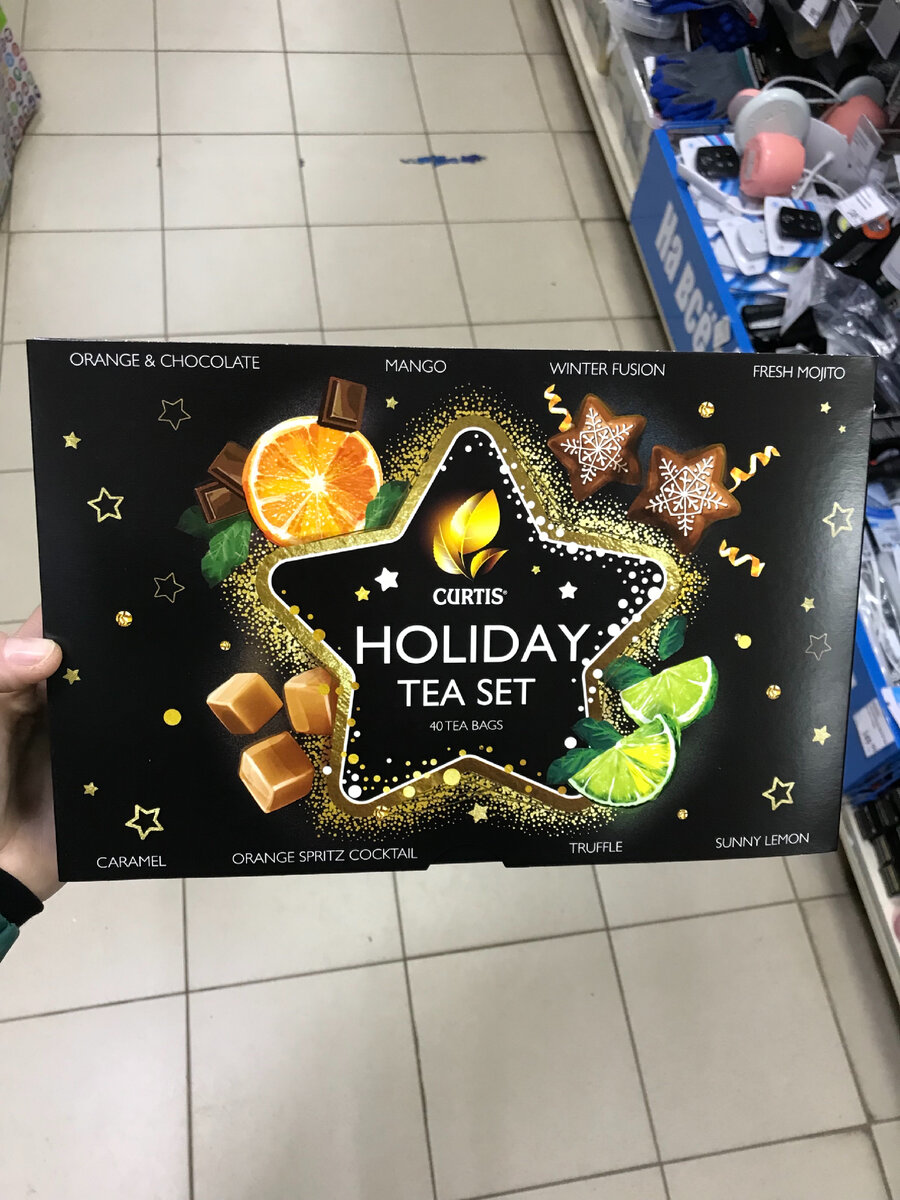 На всё
ORANGE & CHOCOLATE
MANGO
WINTER FUSION
FRESH MOJITO
CURTIS®
HOLIDAY
TEA SET
40 TEA BAGS
CARAMEL
ORANGE SPRITZ COCKTAIL
TRUFFLE
SUNNY LEMON